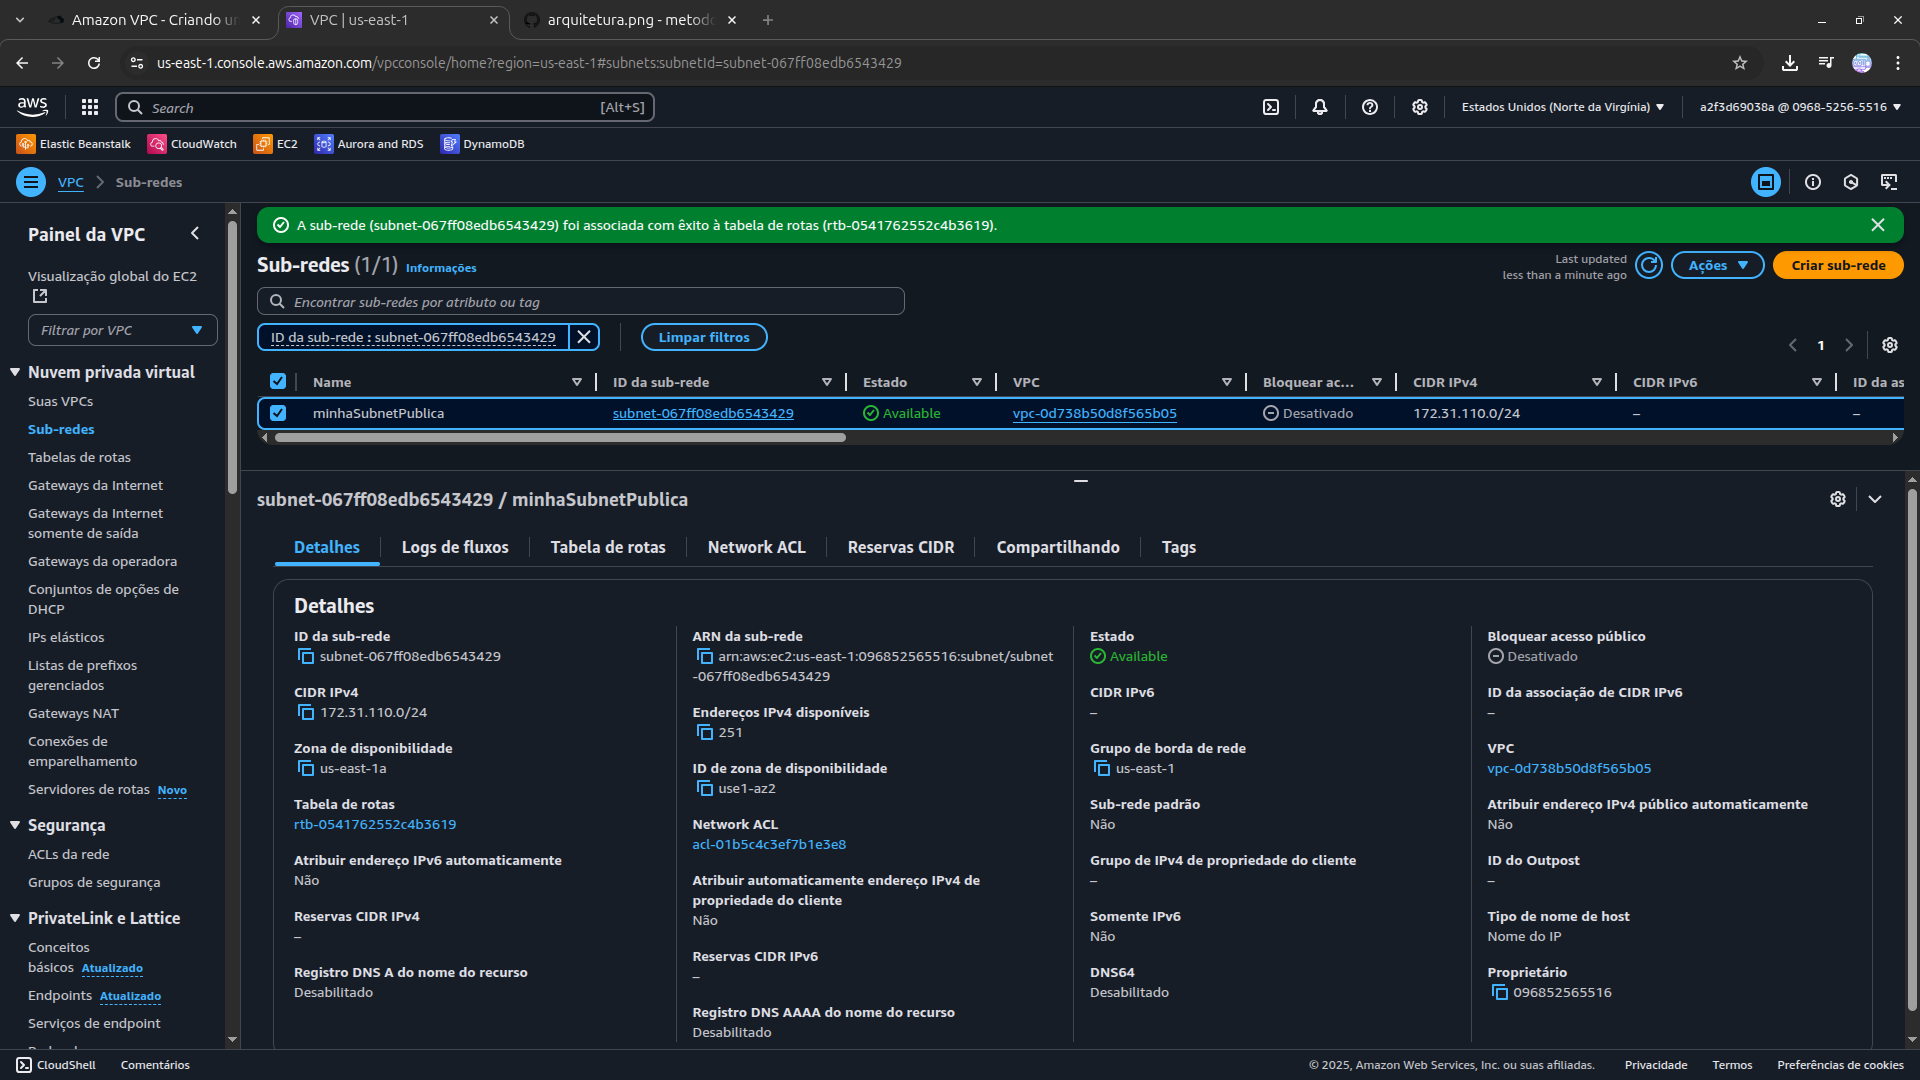 Amazon VPC - Criando ur
VPC | us-east-1
arquitetura.png - metodo
us-east-1.console.aws.amazon.com/vpcconsole/home?region=us-east-1#subnets:subnetId=subnet-067ff08edb6543429
aws
Search
[Alt+S]
Estados Unidos (Norte da Virgínia)
a2f3d69038a @ 0968-5256-5516
Elastic Beanstalk
CloudWatch
EC2
Aurora and RDS
DynamoDB
VPC
Sub-redes
Painel da VPC
Visualização global do EC2
Filtrar por VPC
Nuvem privada virtual
Suas VPCs
Sub-redes
Tabelas de rotas
Gateways da Internet
Gateways da Internet
somente de saída
Gateways da operadora
Conjuntos de opções de
DHCP
IPs elásticos
Listas de prefixos
gerenciados
Gateways NAT
Conexões de
emparelhamento
Servidores de rotas Novo
Segurança
ACLs da rede
Grupos de segurança
PrivateLink e Lattice
Conceitos
básicos Atualizado
Endpoints Atualizado
Serviços de endpoint
A sub-rede (subnet-067ff08edb6543429) foi associada com êxito à tabela de rotas (rtb-0541762552c4b3619).
Sub-redes (1/1) Informações
Last updated
less than a minute ago
Ações
Criar sub-rede
Encontrar sub-redes por atributo ou tag
ID da sub-rede : subnet-067ff08edb6543429
Limpar filtros
1
Name
ID da sub-rede
Estado
VPC
Bloquear ac...
CIDR IPv4
CIDR IPv6
ID da as
minhaSubnetPublica
subnet-067ff08edb6543429
Available
vpc-0d738b50d8f565b05
Desativado
172.31.110.0/24
–
–
subnet-067ff08edb6543429 / minhaSubnetPublica
Detalhes
Logs de fluxos
Tabela de rotas
Network ACL
Reservas CIDR
Compartilhando
Tags
Detalhes
ID da sub-rede
subnet-067ff08edb6543429
CIDR IPv4
172.31.110.0/24
Zona de disponibilidade
us-east-1a
Tabela de rotas
rtb-0541762552c4b3619
Atribuir endereço IPv6 automaticamente
Não
Reservas CIDR IPv4
–
Registro DNS A do nome do recurso
Desabilitado
ARN da sub-rede
arn:aws:ec2:us-east-1:096852565516:subnet/subnet
-067ff08edb6543429
Endereços IPv4 disponíveis
251
ID de zona de disponibilidade
use1-az2
Network ACL
acl-01b5c4c3ef7b1e3e8
Atribuir automaticamente endereço IPv4 de
propriedade do cliente
Não
Reservas CIDR IPv6
–
Registro DNS AAAA do nome do recurso
Desabilitado
Estado
Available
CIDR IPv6
–
Grupo de borda de rede
us-east-1
Sub-rede padrão
Não
Grupo de IPv4 de propriedade do cliente
–
Somente IPv6
Não
DNS64
Desabilitado
Bloquear acesso público
Desativado
ID da associação de CIDR IPv6
–
VPC
vpc-0d738b50d8f565b05
Atribuir endereço IPv4 público automaticamente
Não
ID do Outpost
–
Tipo de nome de host
Nome do IP
Proprietário
096852565516
CloudShell
Comentários
© 2025, Amazon Web Services, Inc. ou suas afiliadas.
Privacidade
Termos
Preferências de cookies